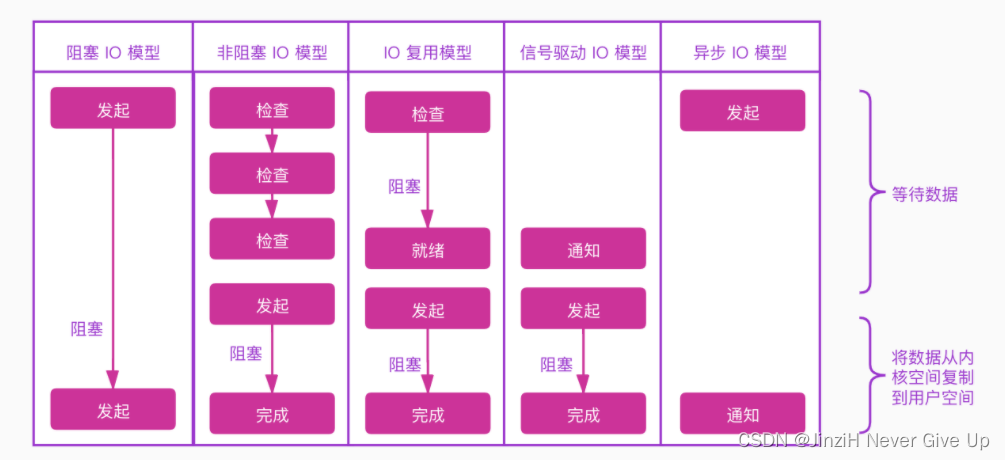 阻塞 IO 模型
非阻塞 IO 模型
IO 复用模型
信号驱动 IO 模型
异步 IO 模型
发起
阻塞
发起
检查
检查
检查
发起
阻塞
完成
检查
阻塞
就绪
发起
阻塞
完成
通知
发起
阻塞
完成
发起
通知
等待数据
将数据从内
核空间复制
到用户空间
CSDN @JinziH Never Give Up